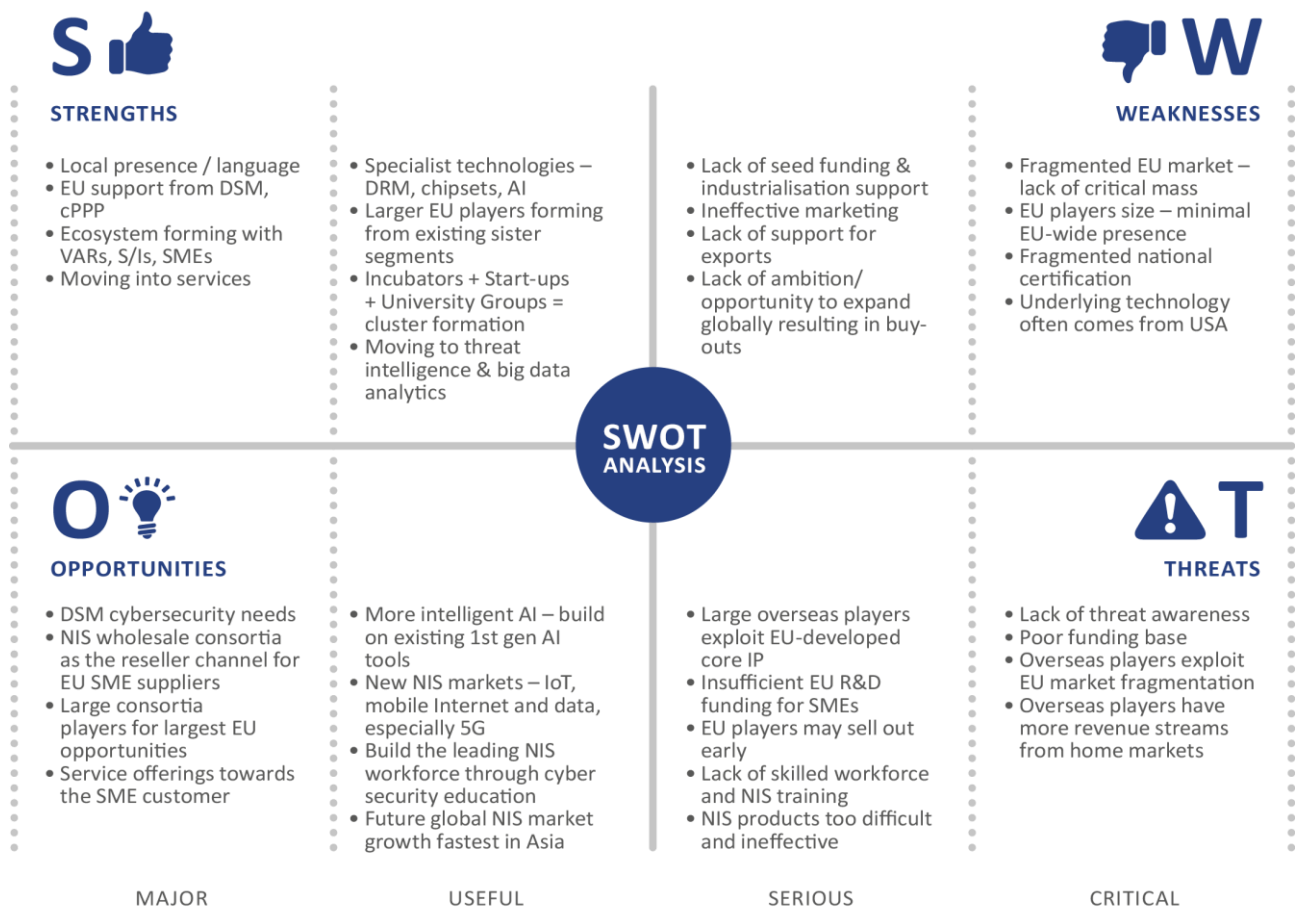 S
STRENGTHS
• Local presence / language
• EU support from DSM,
cPPP
• Ecosystem forming with
VARs, S/Is, SMEs
• Moving into services
• Specialist technologies –
DRM, chipsets, AI
• Larger EU players forming
from existing sister
segments
• Incubators + Start-ups
+ University Groups =
cluster formation
• Moving to threat
intelligence & big data
analytics
W
WEAKNESSES
• Lack of seed funding &
industrialisation support
• Ineffective marketing
• Lack of support for
exports
• Lack of ambition/
opportunity to expand
globally resulting in buy-
outs
• Fragmented EU market –
lack of critical mass
• EU players size – minimal
EU-wide presence
• Fragmented national
certification
• Underlying technology
often comes from USA
SWOT
ANALYSIS
O
OPPORTUNITIES
• DSM cybersecurity needs
• NIS wholesale consortia
as the reseller channel for
EU SME suppliers
• Large consortia
players for largest EU
opportunities
• Service offerings towards
the SME customer
• More intelligent AI – build
on existing 1st gen AI
tools
• New NIS markets – IoT,
mobile Internet and data,
especially 5G
• Build the leading NIS
workforce through cyber
security education
• Future global NIS market
growth fastest in Asia
T
THREATS
• Large overseas players
exploit EU-developed
core IP
• Insufficient EU R&D
funding for SMEs
• EU players may sell out
early
• Lack of skilled workforce
and NIS training
• NIS products too difficult
and ineffective
• Lack of threat awareness
• Poor funding base
• Overseas players exploit
EU market fragmentation
• Overseas players have
more revenue streams
from home markets
MAJOR
USEFUL
SERIOUS
CRITICAL